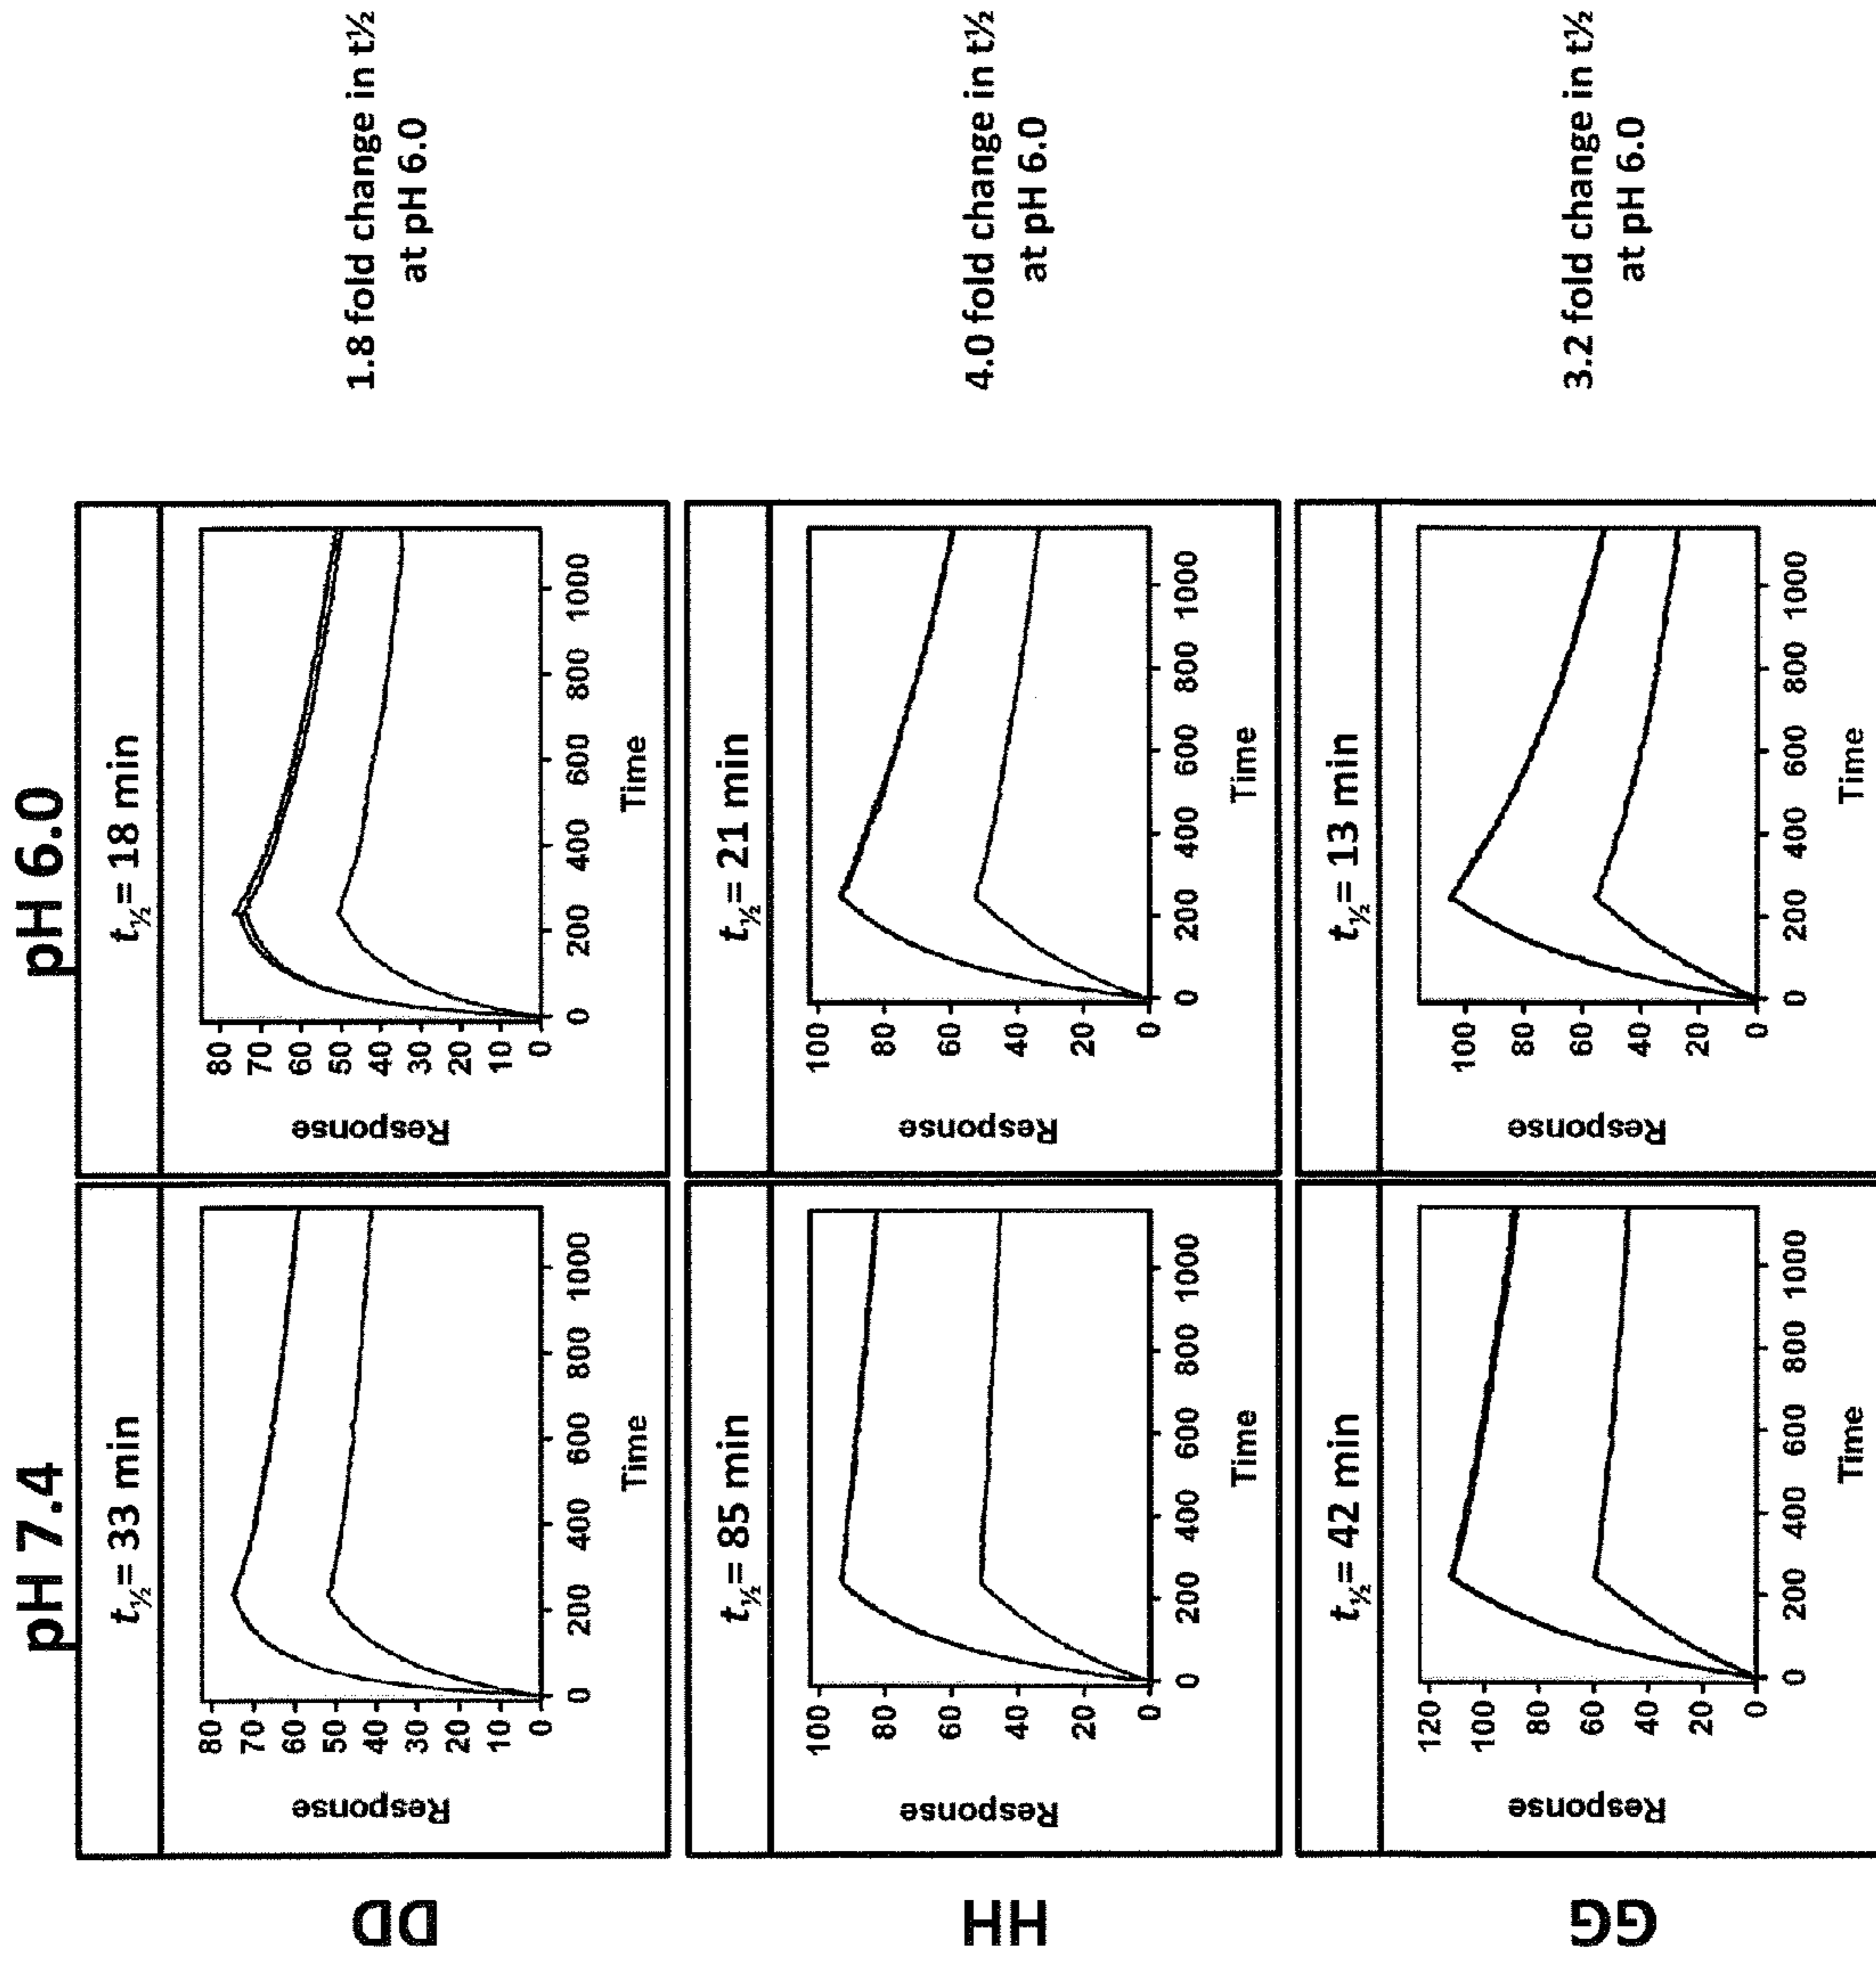 pH 7.4
pH 6.0
DD
t½= 33 min
Response
80
70
60
50
40
30
20
10
0
0 200 400 600 800 1000
Time
t½= 18 min
Response
80
70
60
50
40
30
20
10
0
0 200 400 600 800 1000
Time
1.8 fold change in t½
at pH 6.0
HH
t½= 85 min
Response
100
80
60
40
20
0
0 200 400 600 800 1000
Time
t½= 21 min
Response
100
80
60
40
20
0
0 200 400 600 800 1000
Time
4.0 fold change in t½
at pH 6.0
GG
t½= 42 min
Response
120
100
80
60
40
20
0
0 200 400 600 800 1000
Time
t½= 13 min
Response
100
80
60
40
20
0
0 200 400 600 800 1000
Time
3.2 fold change in t½
at pH 6.0